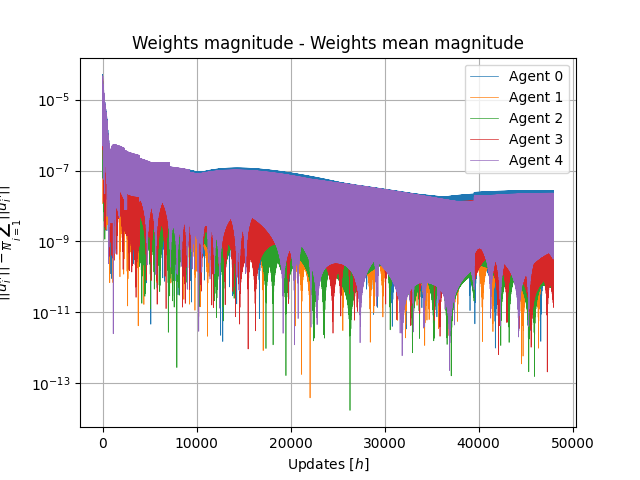 Weights magnitude - Weights mean magnitude
Agent 0
Agent 1
Agent 2
Agent 3
Agent 4
10⁻⁵
10⁻⁷
10⁻⁹
10⁻¹¹
10⁻¹³
0
10000
20000
30000
40000
50000
Updates [h]